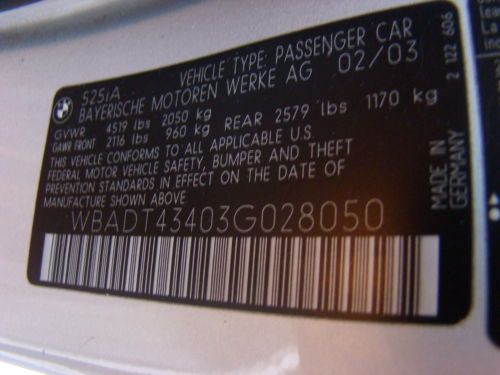 525iA VEHICLE TYPE: PASSENGER CAR
BAYERISCHE MOTOREN WERKE AG 02/03
GVWR 4519 lbs 2050 kg
GAWR FRONT 2116 lbs 960 kg REAR 2579 lbs 1170 kg
THIS VEHICLE CONFORMS TO ALL APPLICABLE U.S.
FEDERAL MOTOR VEHICLE SAFETY, BUMPER AND THEFT
PREVENTION STANDARDS IN EFFECT ON THE DATE OF
MANUFACTURE SHOWN ABOVE.
WBADT43403G028050
MADE IN
GERMANY
2 122 606